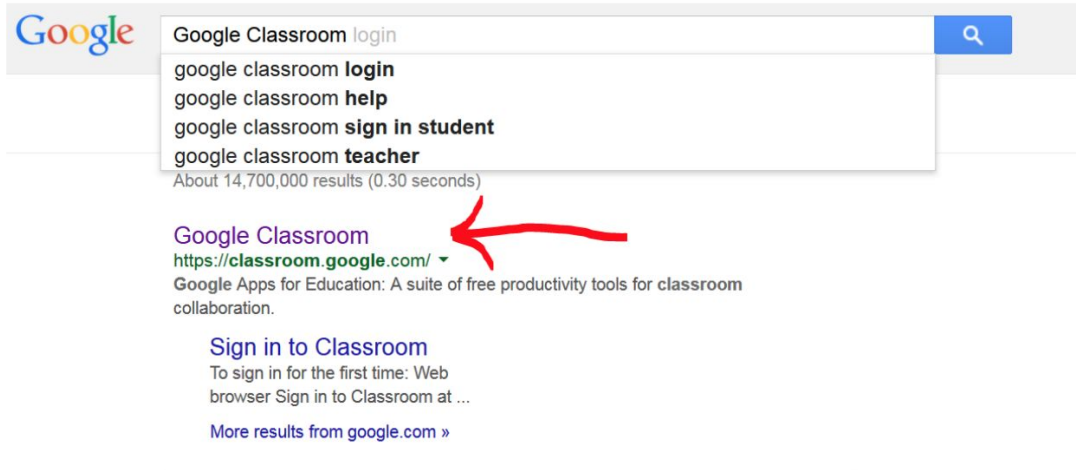 Google Google Classroom login
google classroom login
google classroom help
google classroom sign in student
google classroom teacher
About 14,700,000 results (0.30 seconds)
Google Classroom
https://classroom.google.com/
Google Apps for Education: A suite of free productivity tools for classroom
collaboration.
Sign in to Classroom
To sign in for the first time: Web
browser Sign in to Classroom at ...
More results from google.com »